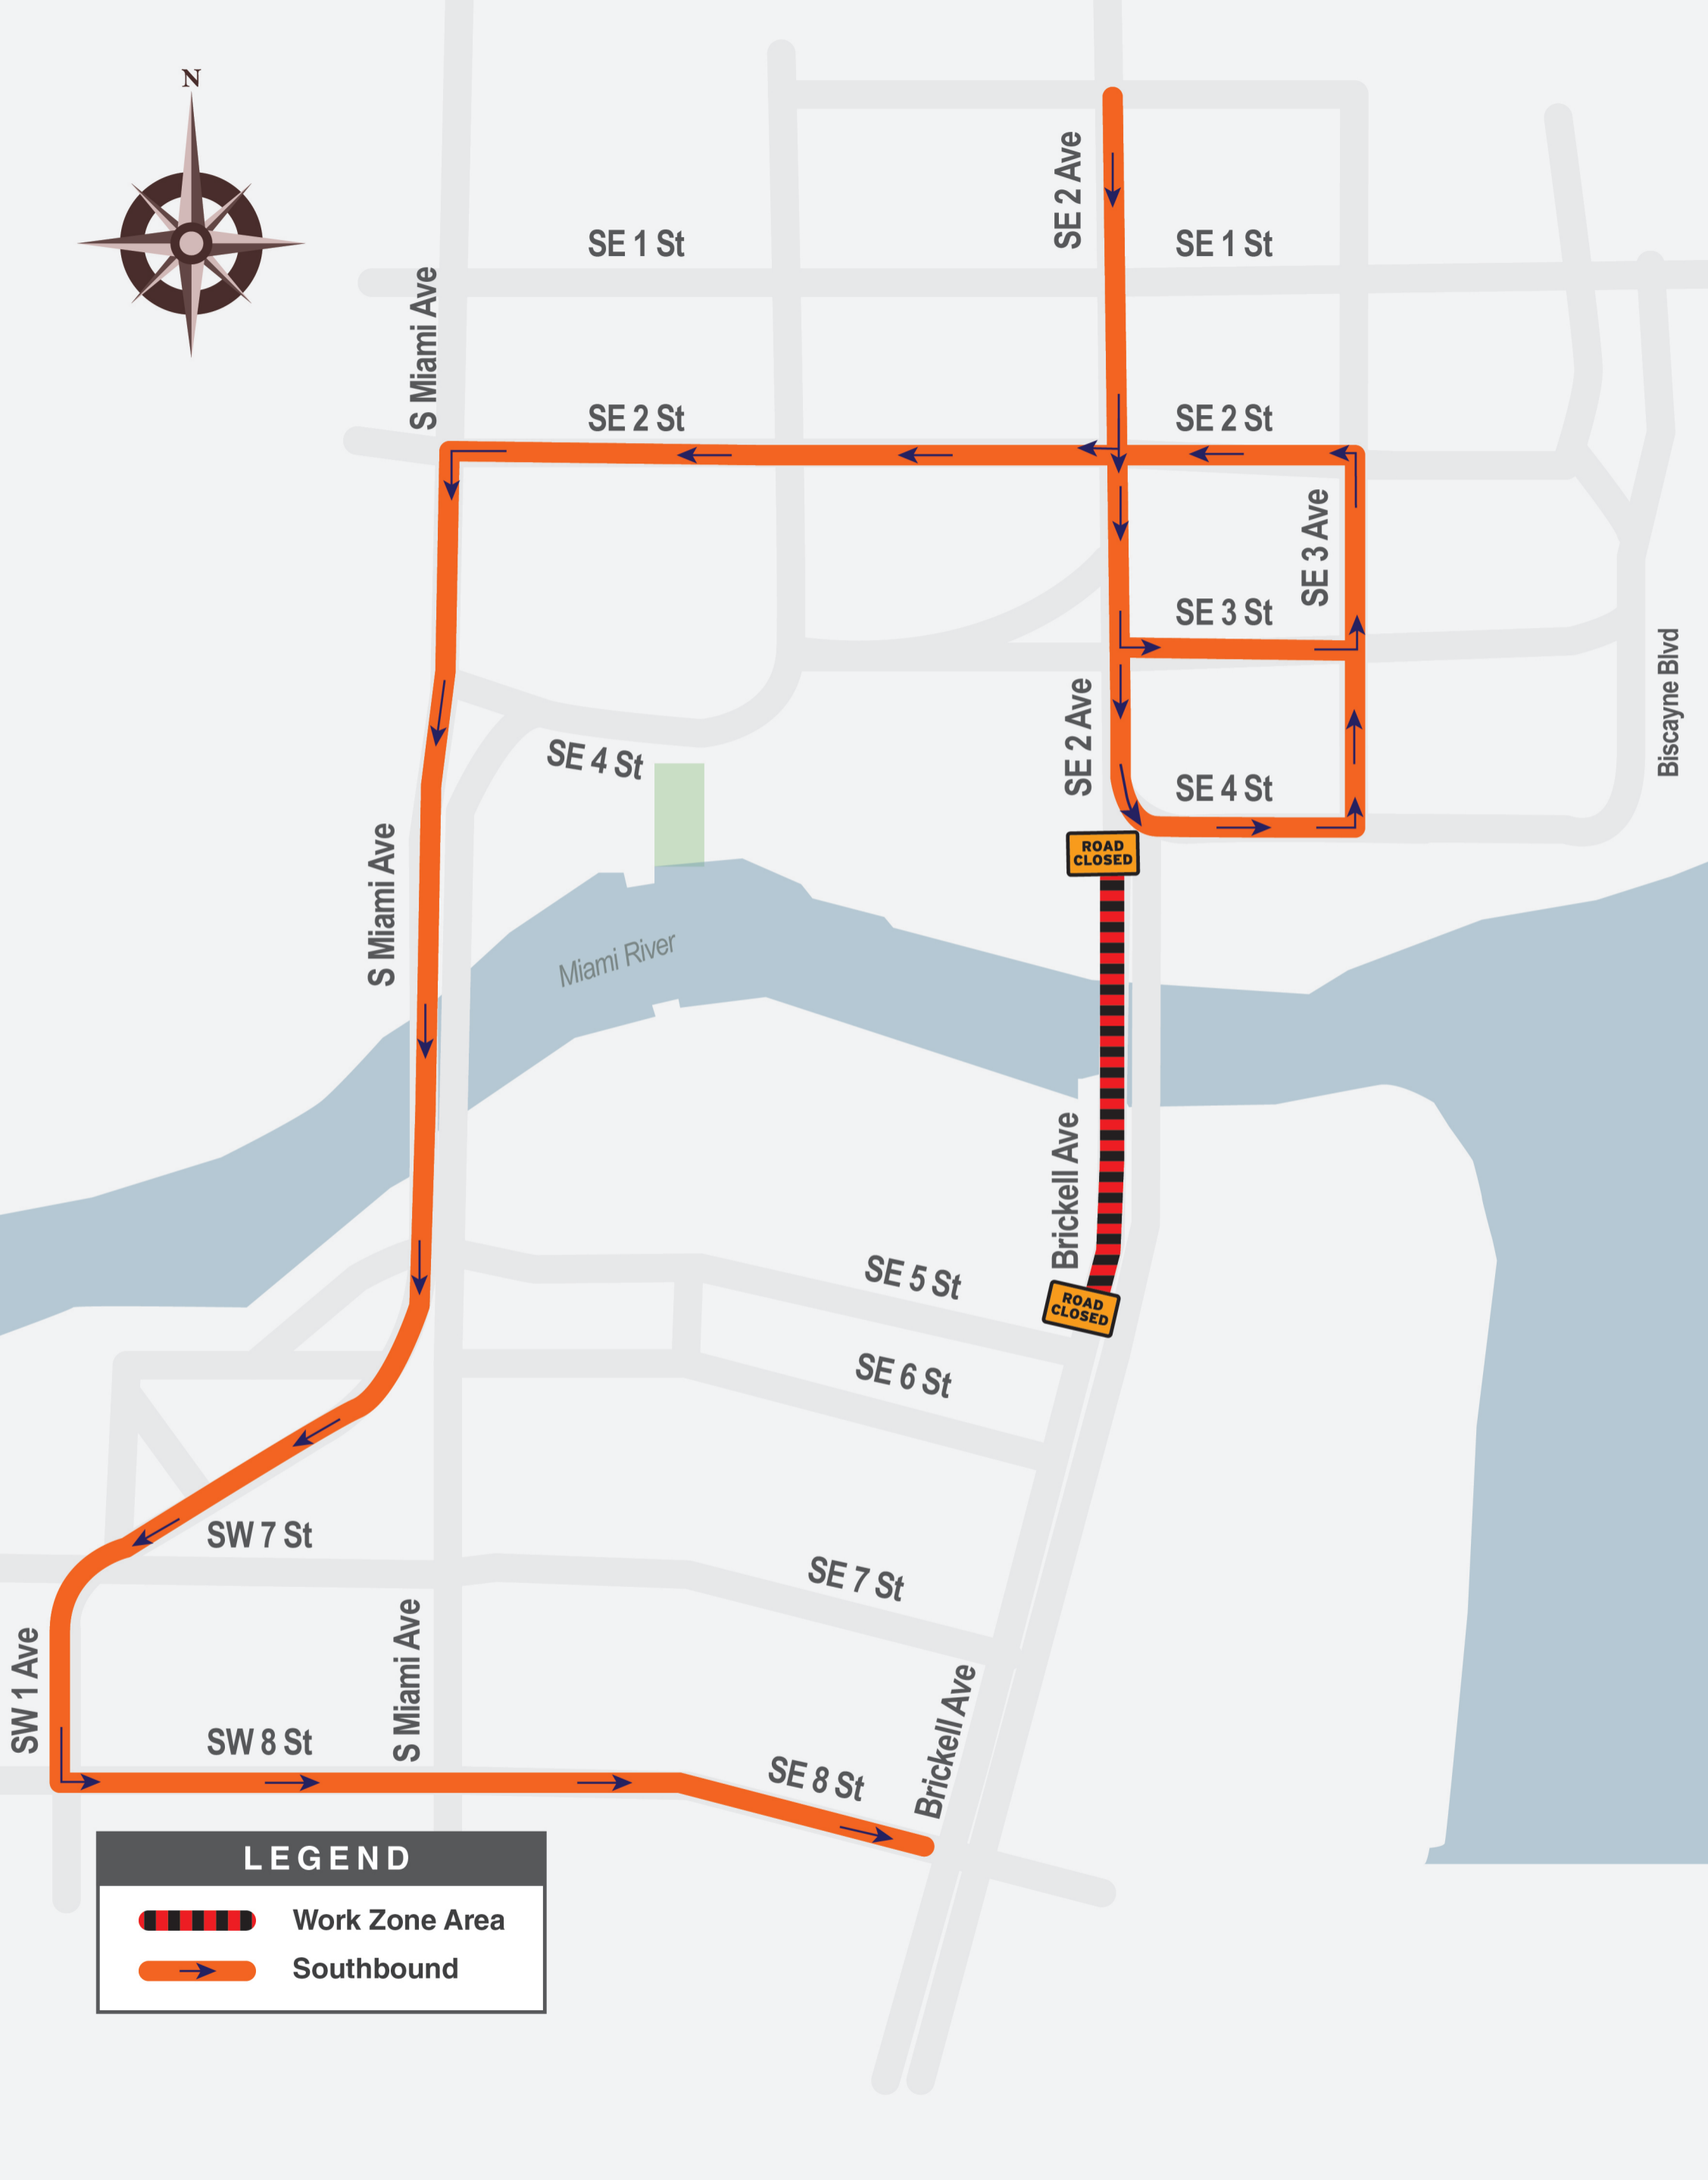 N
SE 2 Ave
SE 1 St
SE 1 St
S Miami Ave
SE 2 St
SE 2 St
SE 3 Ave
SE 3 St
Biscayne Blvd
SE 2 Ave
SE 4 St
SE 4 St
ROAD
CLOSED
S Miami Ave
Miami River
Brickell Ave
SE 5 St
ROAD
CLOSED
SE 6 St
SW 7 St
SE 7 St
SW 1 Ave
S Miami Ave
Brickell Ave
SW 8 St
SE 8 St
LEGEND
Work Zone Area
Southbound